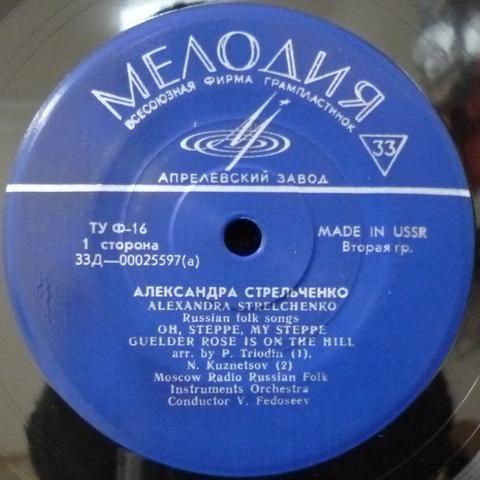 МЕЛОДИЯ
ВСЕСОЮЗНАЯ ФИРМА ГРАМПЛАСТИНОК
33
АПРЕЛЕВСКИЙ ЗАВОД
ТУ Ф-16
MADE IN USSR
1 сторона
Вторая гр.
33Д—00025597(а)
АЛЕКСАНДРА СТРЕЛЬЧЕНКО
ALEXANDRA STRELCHENKO
Russian folk songs
OH, STEPPE, MY STEPPE
GUELDER ROSE IS ON THE HILL
arr. by P. Triodin (1),
N. Kuznetsov (2)
Moscow Radio Russian Folk
Instruments Orchestra
Conductor V. Fedoseev